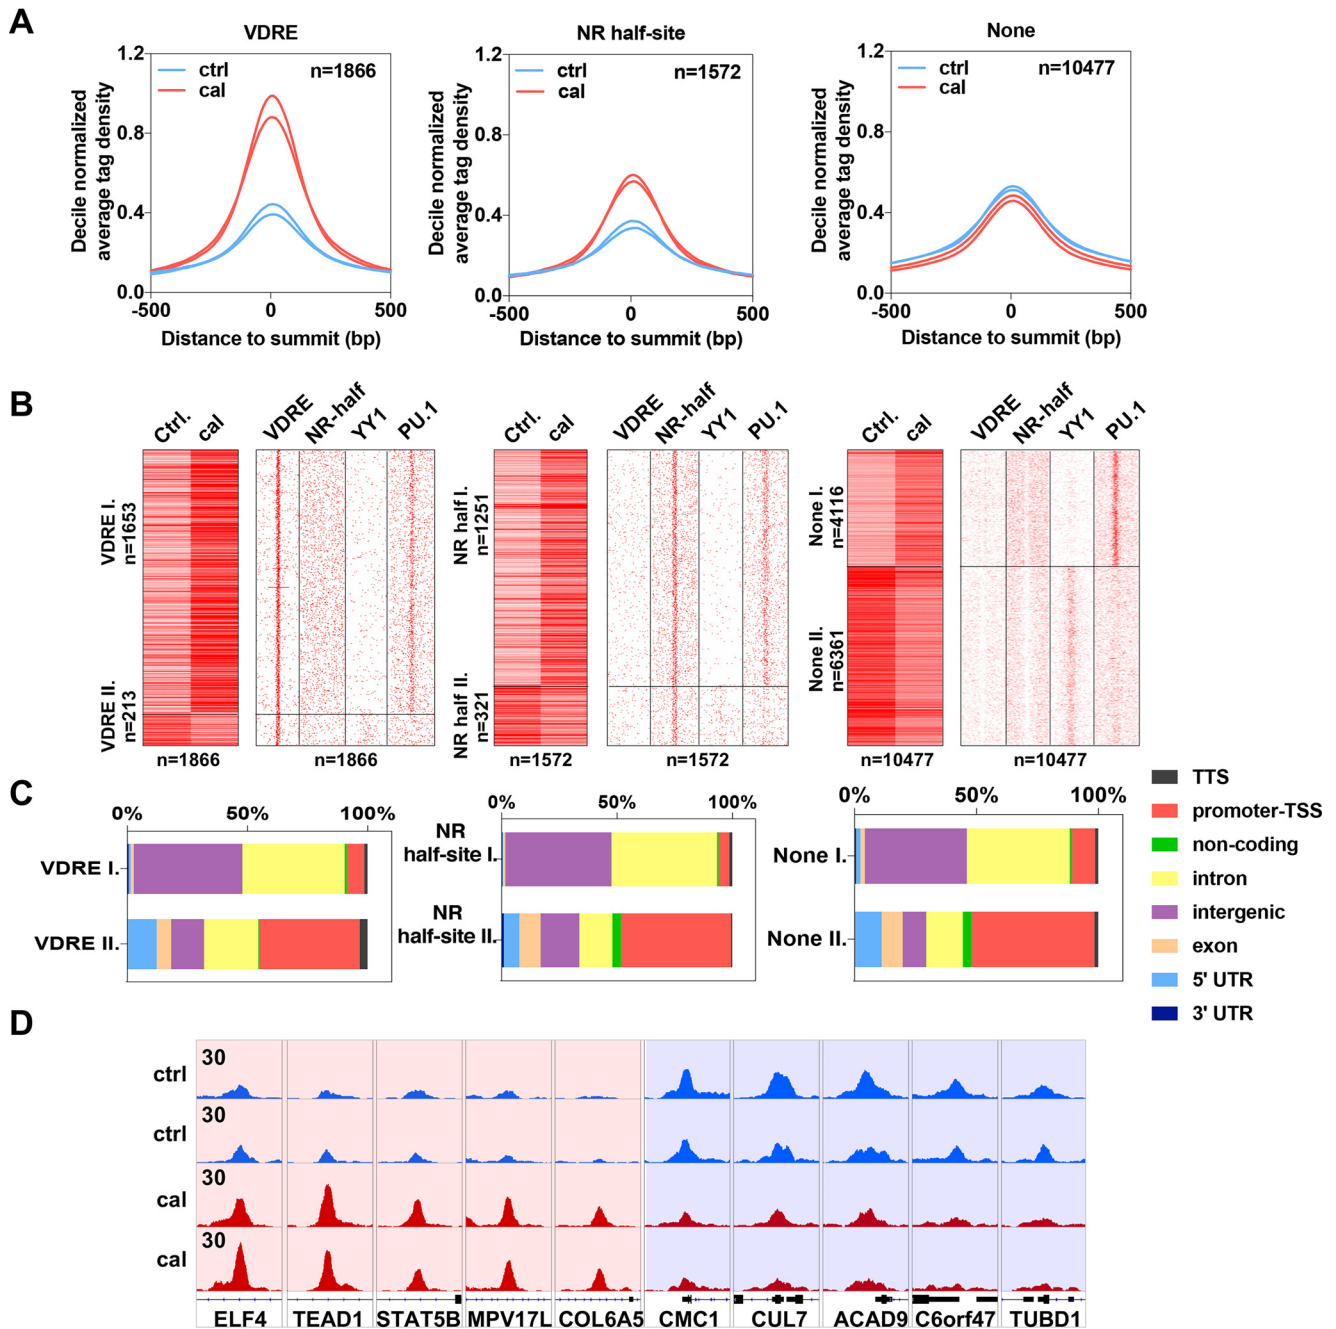 A
VDRE
NR half-site
None
Decile normalized
average tag density
1.2
0.8
0.4
0.0
ctrl
cal
n=1866
-500
0
500
Distance to summit (bp)
Decile normalized
average tag density
1.2
0.8
0.4
0.0
ctrl
cal
n=1572
-500
0
500
Distance to summit (bp)
Decile normalized
average tag density
1.2
0.8
0.4
0.0
ctrl
cal
n=10477
-500
0
500
Distance to summit (bp)
B
Ctrl.
cal
VDRE
NR-half
YY1
PU.1
VDRE I.
n=1653
VDRE II.
n=213
n=1866
n=1866
Ctrl.
cal
VDRE
NR-half
YY1
PU.1
NR half I.
n=1251
NR half II.
n=321
n=1572
n=1572
Ctrl.
cal
VDRE
NR-half
YY1
PU.1
None I.
n=4116
None II.
n=6361
n=10477
n=10477
C
0%
50%
100%
VDRE I.
VDRE II.
0%
50%
100%
NR
half-site I.
NR
half-site II.
0%
50%
100%
None I.
None II.
TTS
promoter-TSS
non-coding
intron
intergenic
exon
5' UTR
3' UTR
D
ctrl
30
ctrl
30
cal
30
cal
30
ELF4
TEAD1
STAT5B
MPV17L
COL6A5
CMC1
CUL7
ACAD9
C6orf47
TUBD1